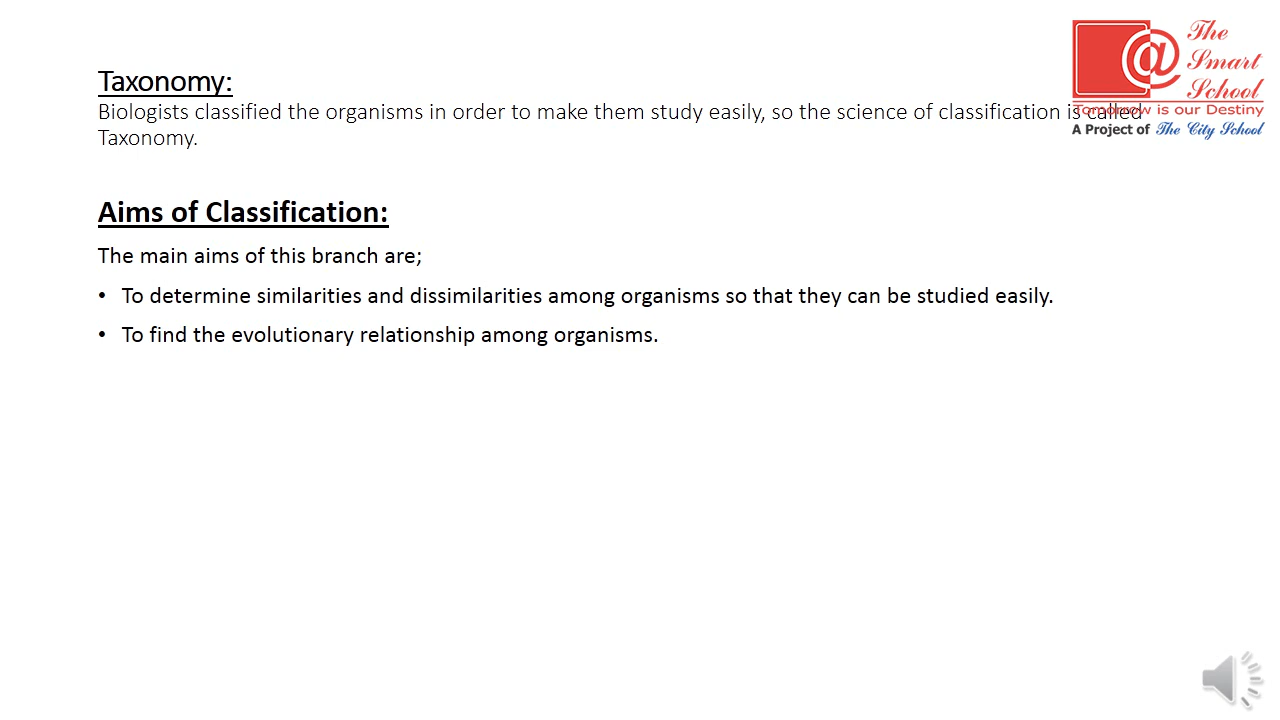 Taxonomy:
Biologists classified the organisms in order to make them study easily, so the science of classification is called
Taxonomy.
Aims of Classification:
The main aims of this branch are;
• To determine similarities and dissimilarities among organisms so that they can be studied easily.
• To find the evolutionary relationship among organisms.
The
Smart
School
Tomorrow is our Destiny
A Project of The City School